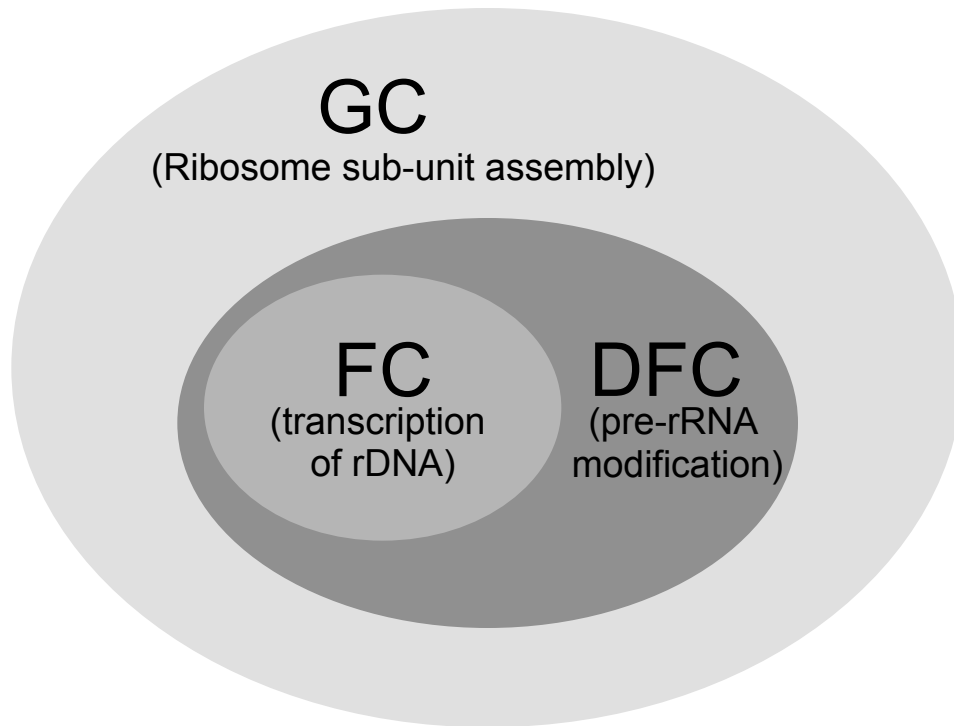 GC
(Ribosome sub-unit assembly)
FC
(transcription
of rDNA)
DFC
(pre-rRNA
modification)